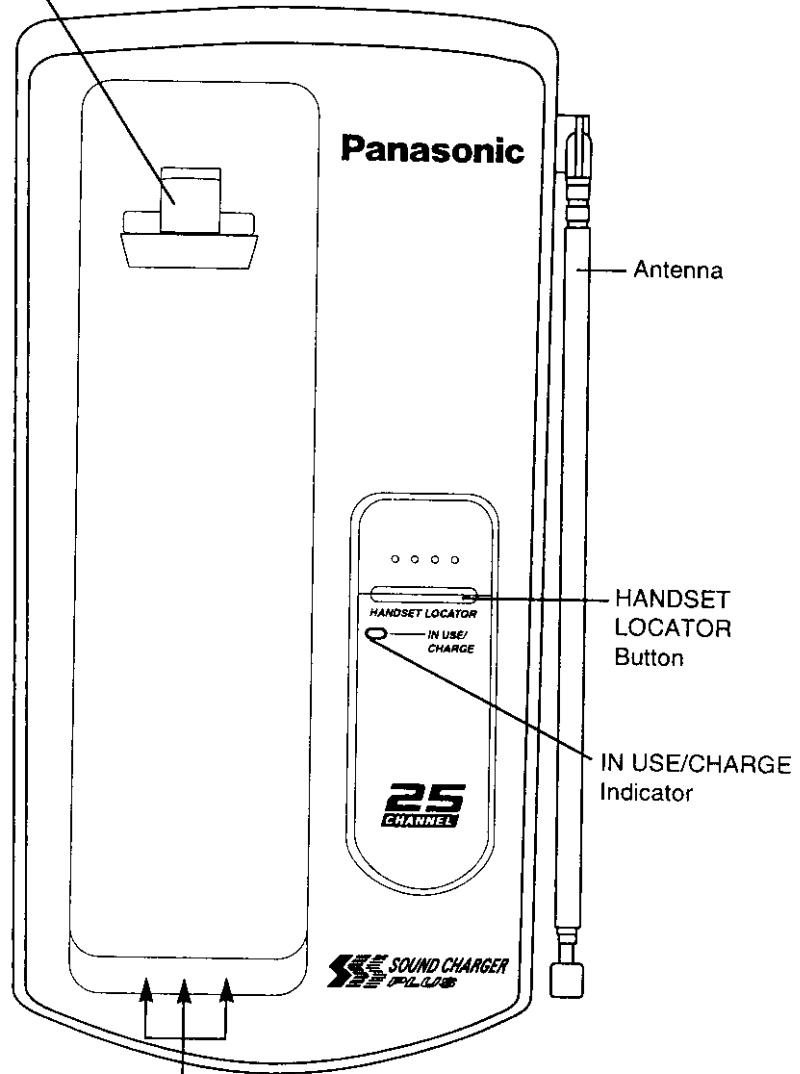 Panasonic
Antenna
HANDSET LOCATOR
IN USE/
CHARGE
HANDSET
LOCATOR
Button
IN USE/CHARGE
Indicator
25
CHANNEL
SOUND CHARGER
PLUS